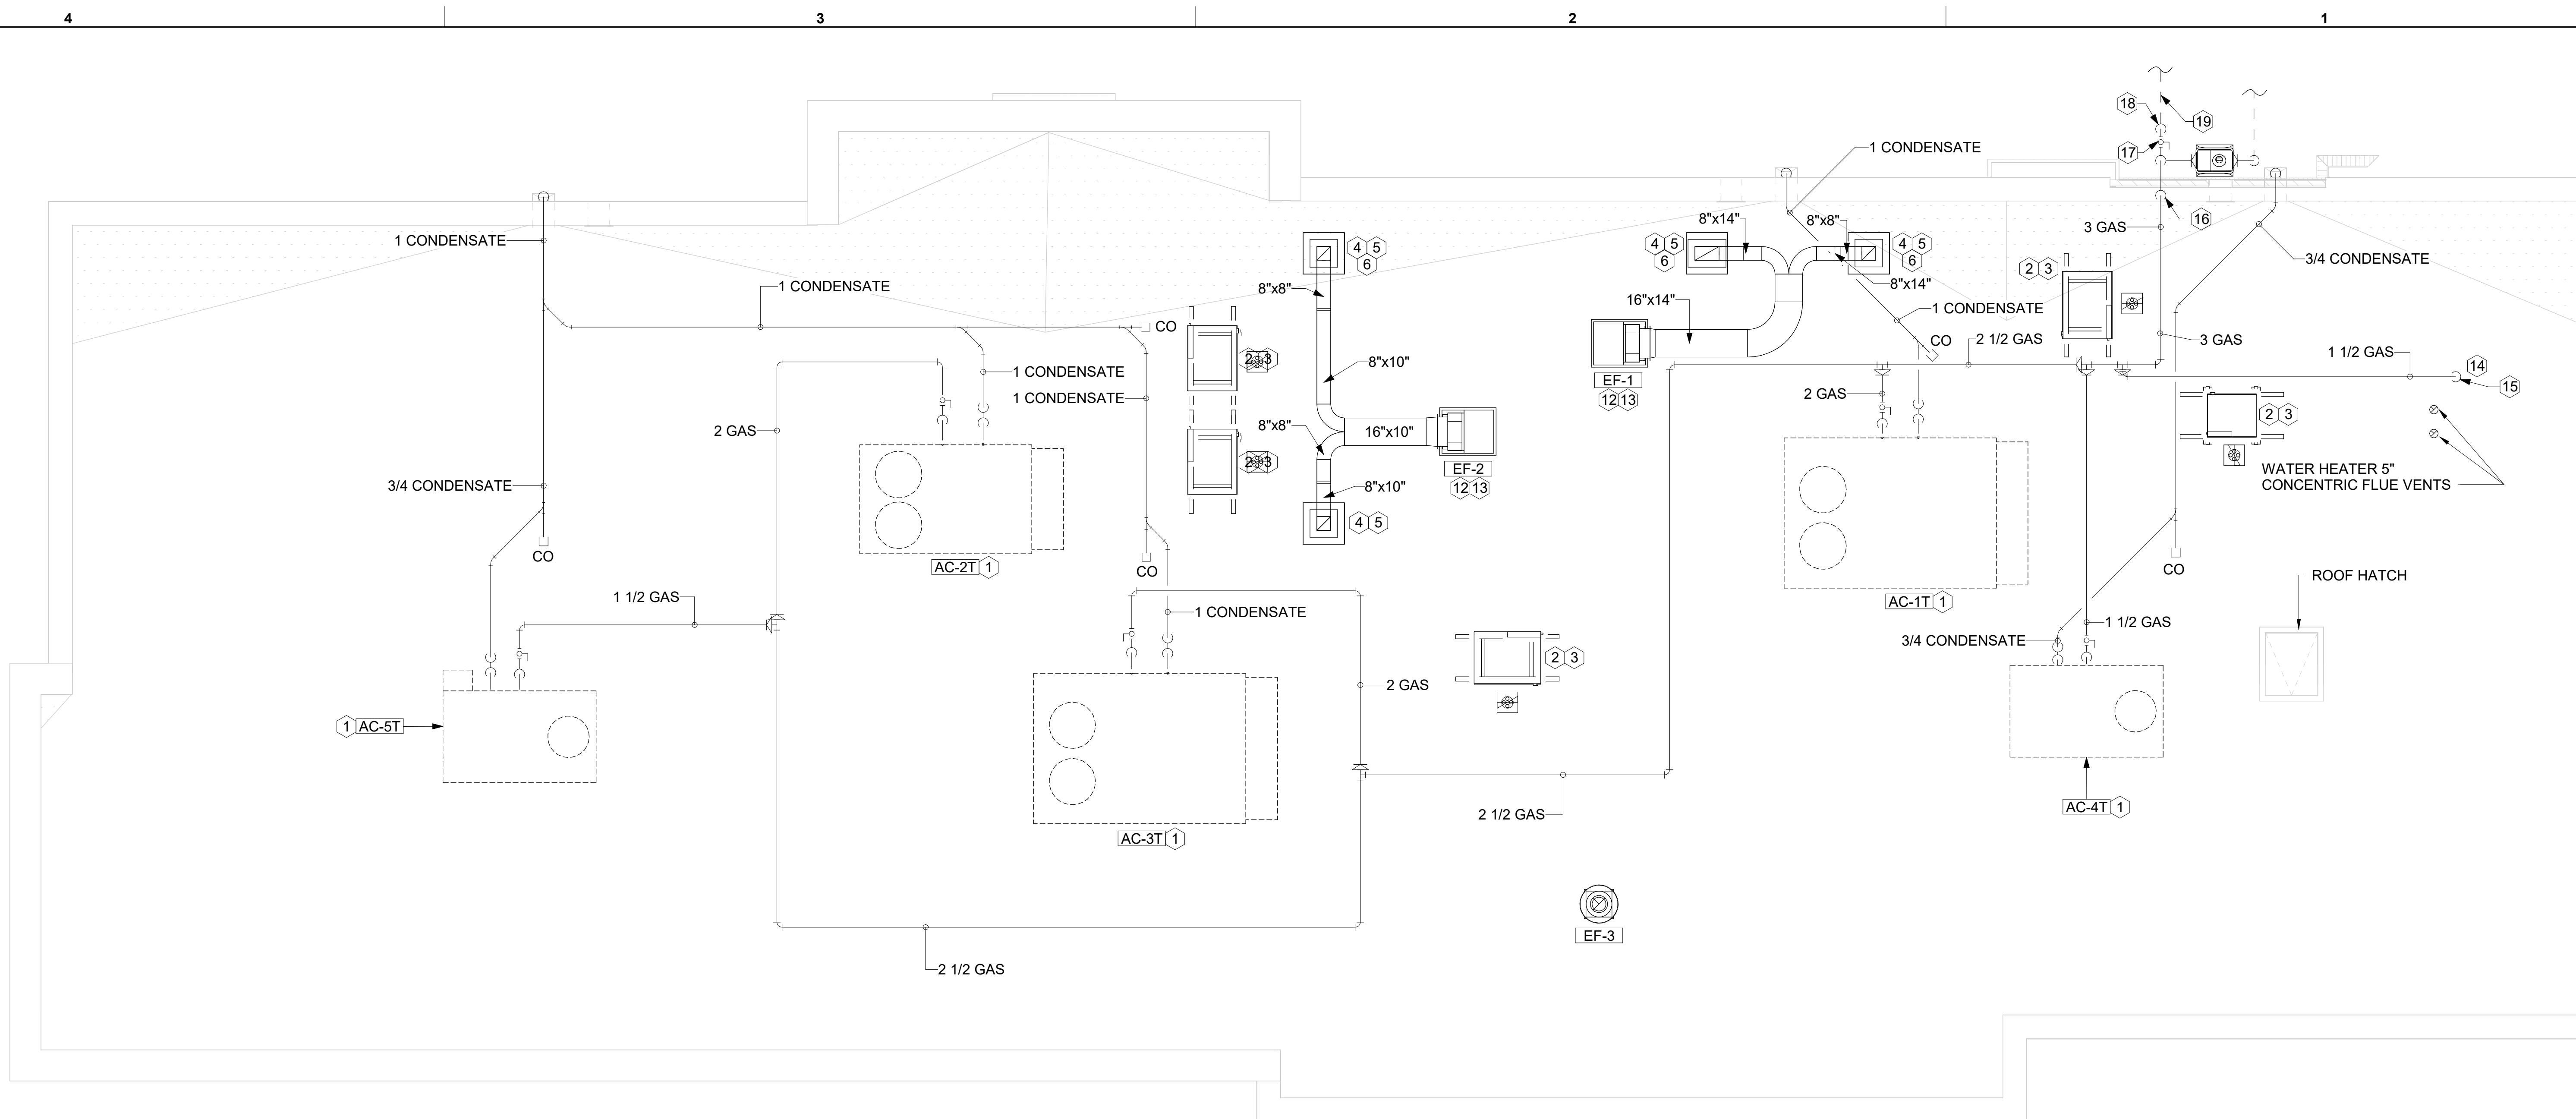 4
3
2
1
18
19
17
1 CONDENSATE
16
8"x14"
8"x8"
3 GAS
1 CONDENSATE
4 5
6
4 5
6
4 5
6
3/4 CONDENSATE
2 3
1 CONDENSATE
8"x8"
8"x14"
16"x14"
1 CONDENSATE
CO
2 1/2 GAS
3 GAS
CO
1 1/2 GAS
14
15
2 3
8"x10"
1 CONDENSATE
EF-1
12 13
2 GAS
1 CONDENSATE
2 3
2 GAS
8"x8"
16"x10"
2 3
EF-2
12 13
WATER HEATER 5"
CONCENTRIC FLUE VENTS
3/4 CONDENSATE
8"x10"
4 5
CO
AC-2T 1
CO
CO
ROOF HATCH
1 1/2 GAS
1 CONDENSATE
AC-1T 1
1 1/2 GAS
3/4 CONDENSATE
2 3
2 GAS
1 AC-5T
AC-4T 1
2 1/2 GAS
AC-3T 1
EF-3
2 1/2 GAS